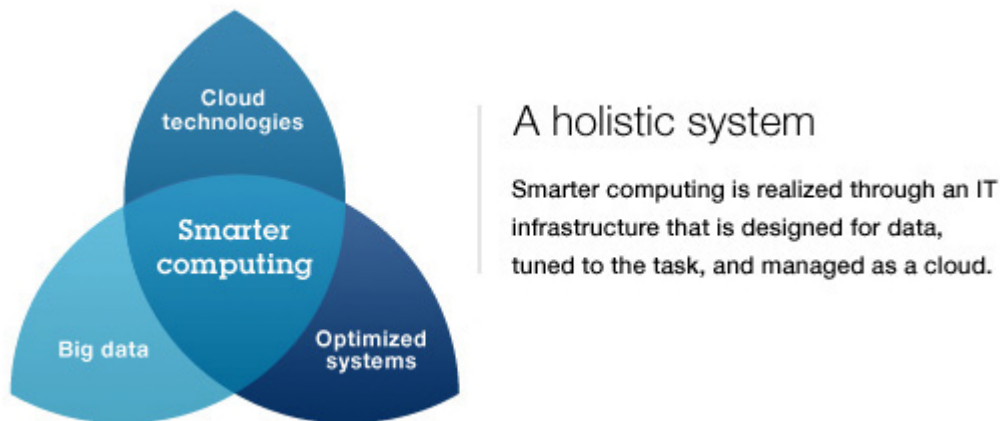 Cloud
technologies
Smarter
computing
Big data
Optimized
systems
A holistic system
Smarter computing is realized through an IT
infrastructure that is designed for data,
tuned to the task, and managed as a cloud.